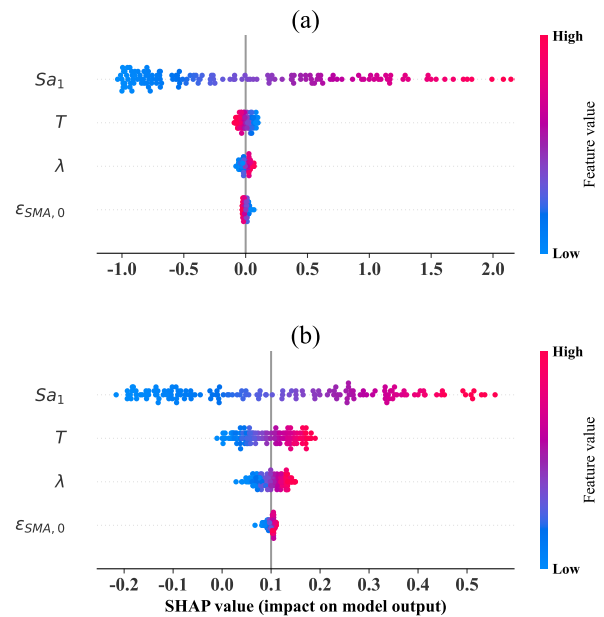 (a)
High
Sa₁
T
λ
ε_SMA,0
Feature value
Low
-1.0 -0.5 0.0 0.5 1.0 1.5 2.0
(b)
High
Sa₁
T
λ
ε_SMA,0
Feature value
Low
-0.2 -0.1 0.0 0.1 0.2 0.3 0.4 0.5
SHAP value (impact on model output)